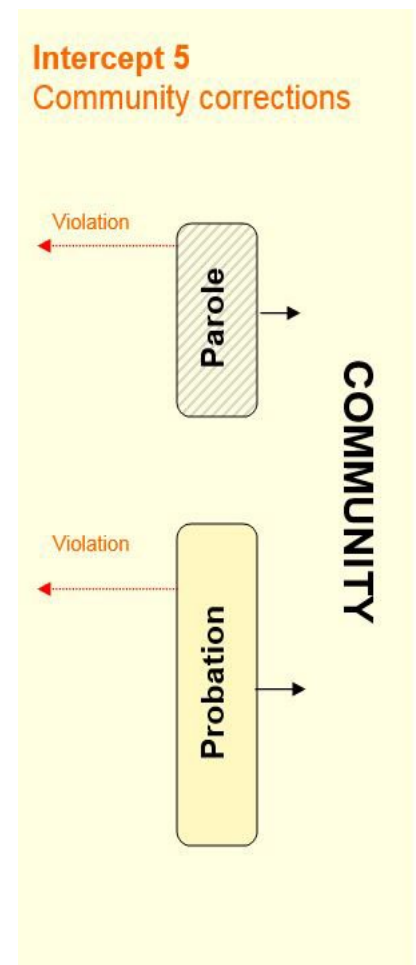 Intercept 5
Community corrections
Violation
Parole
COMMUNITY
Violation
Probation